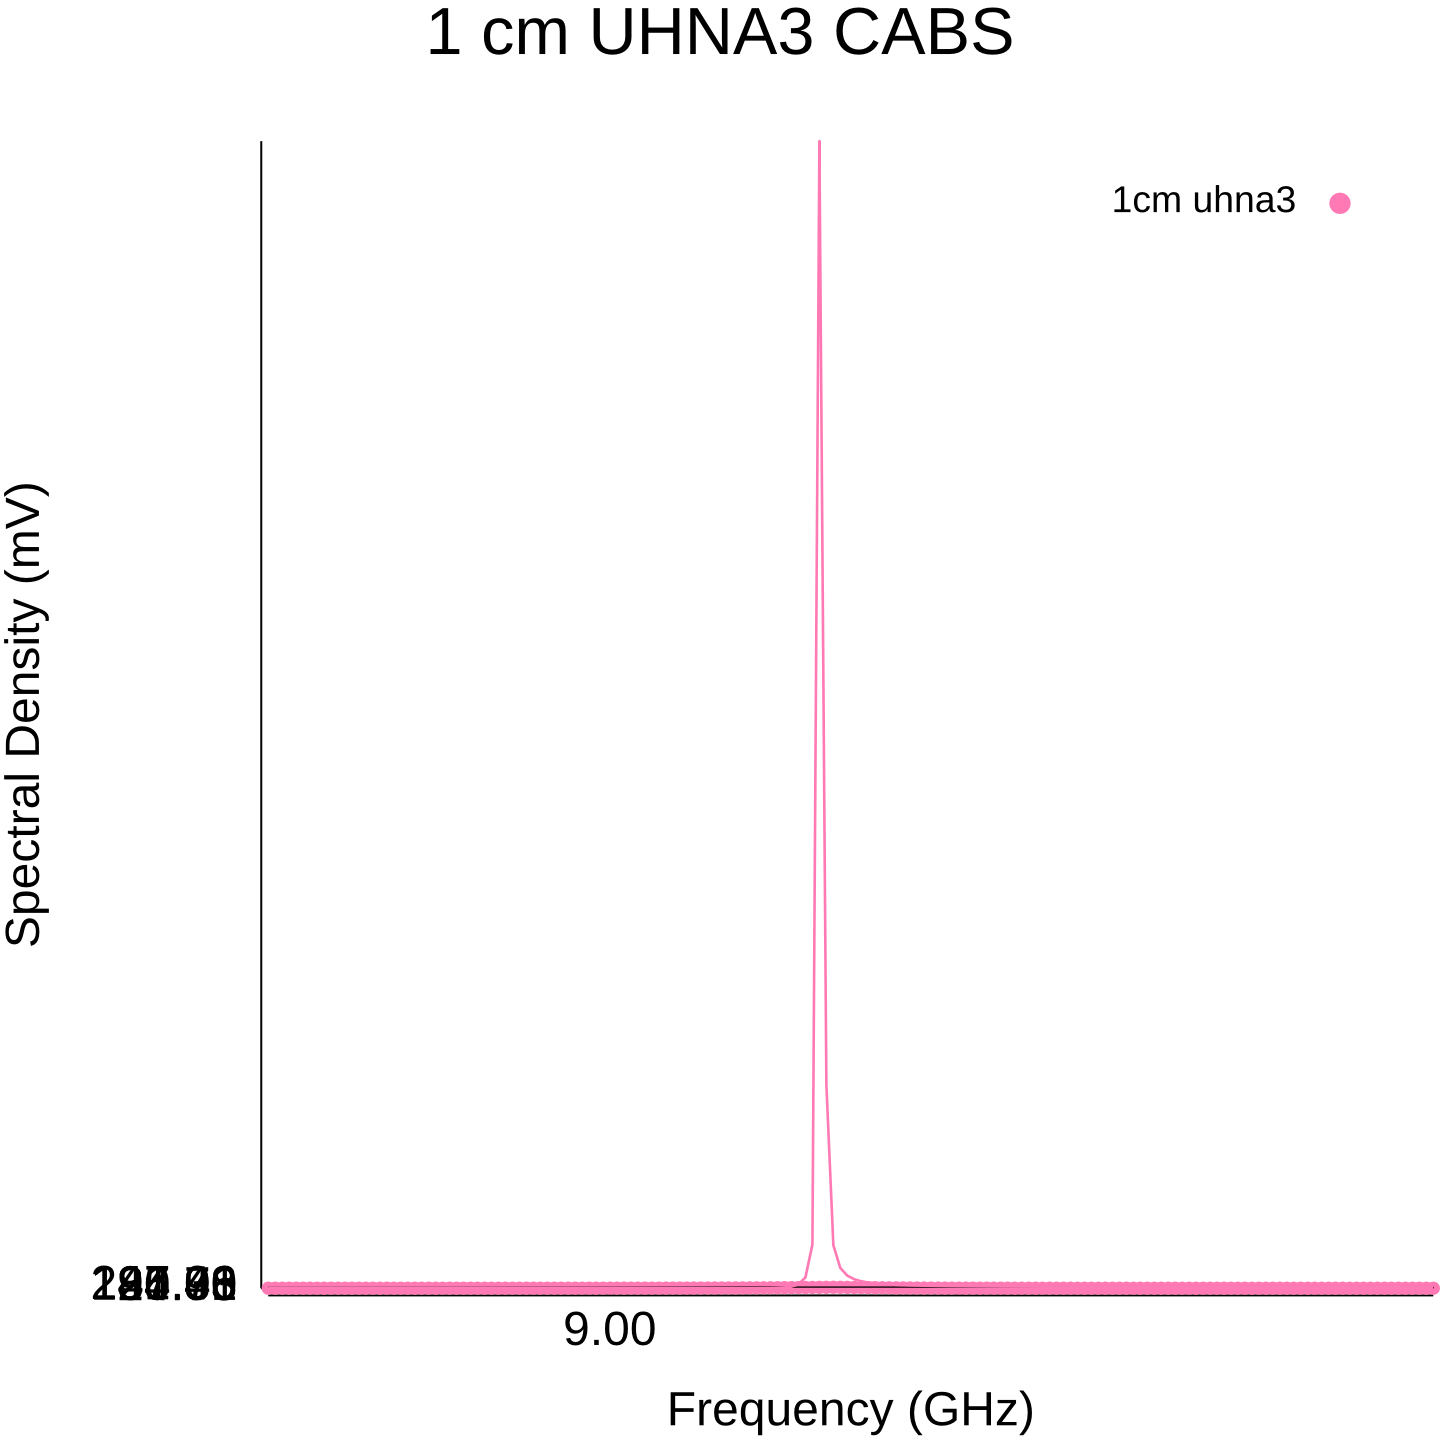 1 cm UHNA3 CABS
1cm uhna3
Spectral Density (mV)
9.00
Frequency (GHz)